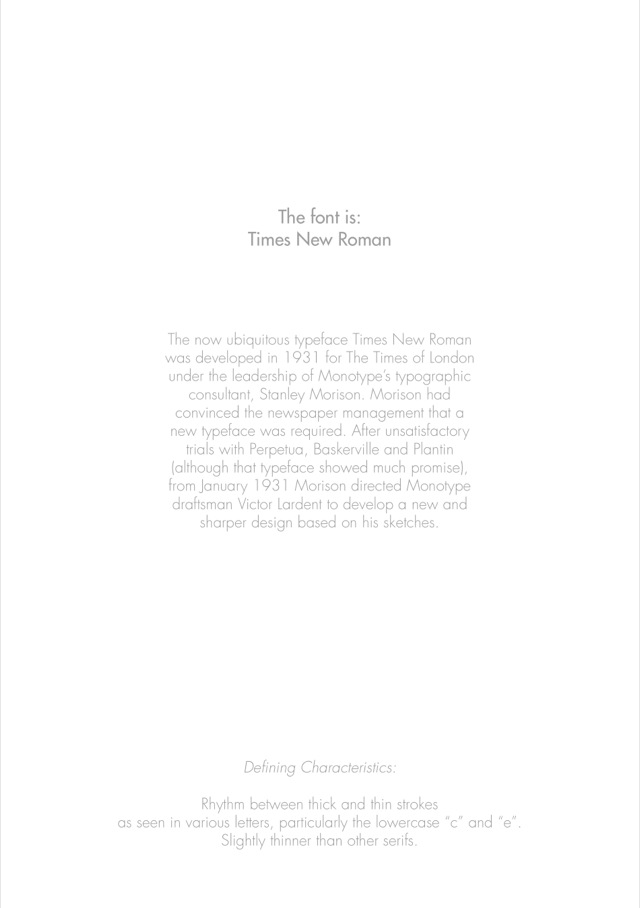 The font is:
Times New Roman
The now ubiquitous typeface Times New Roman
was developed in 1931 for The Times of London
under the leadership of Monotype’s typographic
consultant, Stanley Morison. Morison had
convinced the newspaper management that a
new typeface was required. After unsatisfactory
trials with Perpetua, Baskerville and Plantin
(although that typeface showed much promise),
from January 1931 Morison directed Monotype
draftsman Victor Lardent to develop a new and
sharper design based on his sketches.
Defining Characteristics:
Rhythm between thick and thin strokes
as seen in various letters, particularly the lowercase “c” and “e”.
Slightly thinner than other serifs.